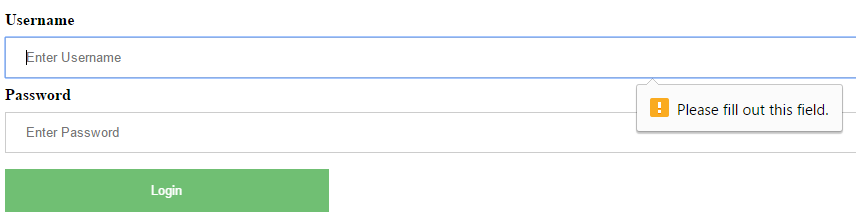 Username
Enter Username
Password
Please fill out this field.
Enter Password
Login